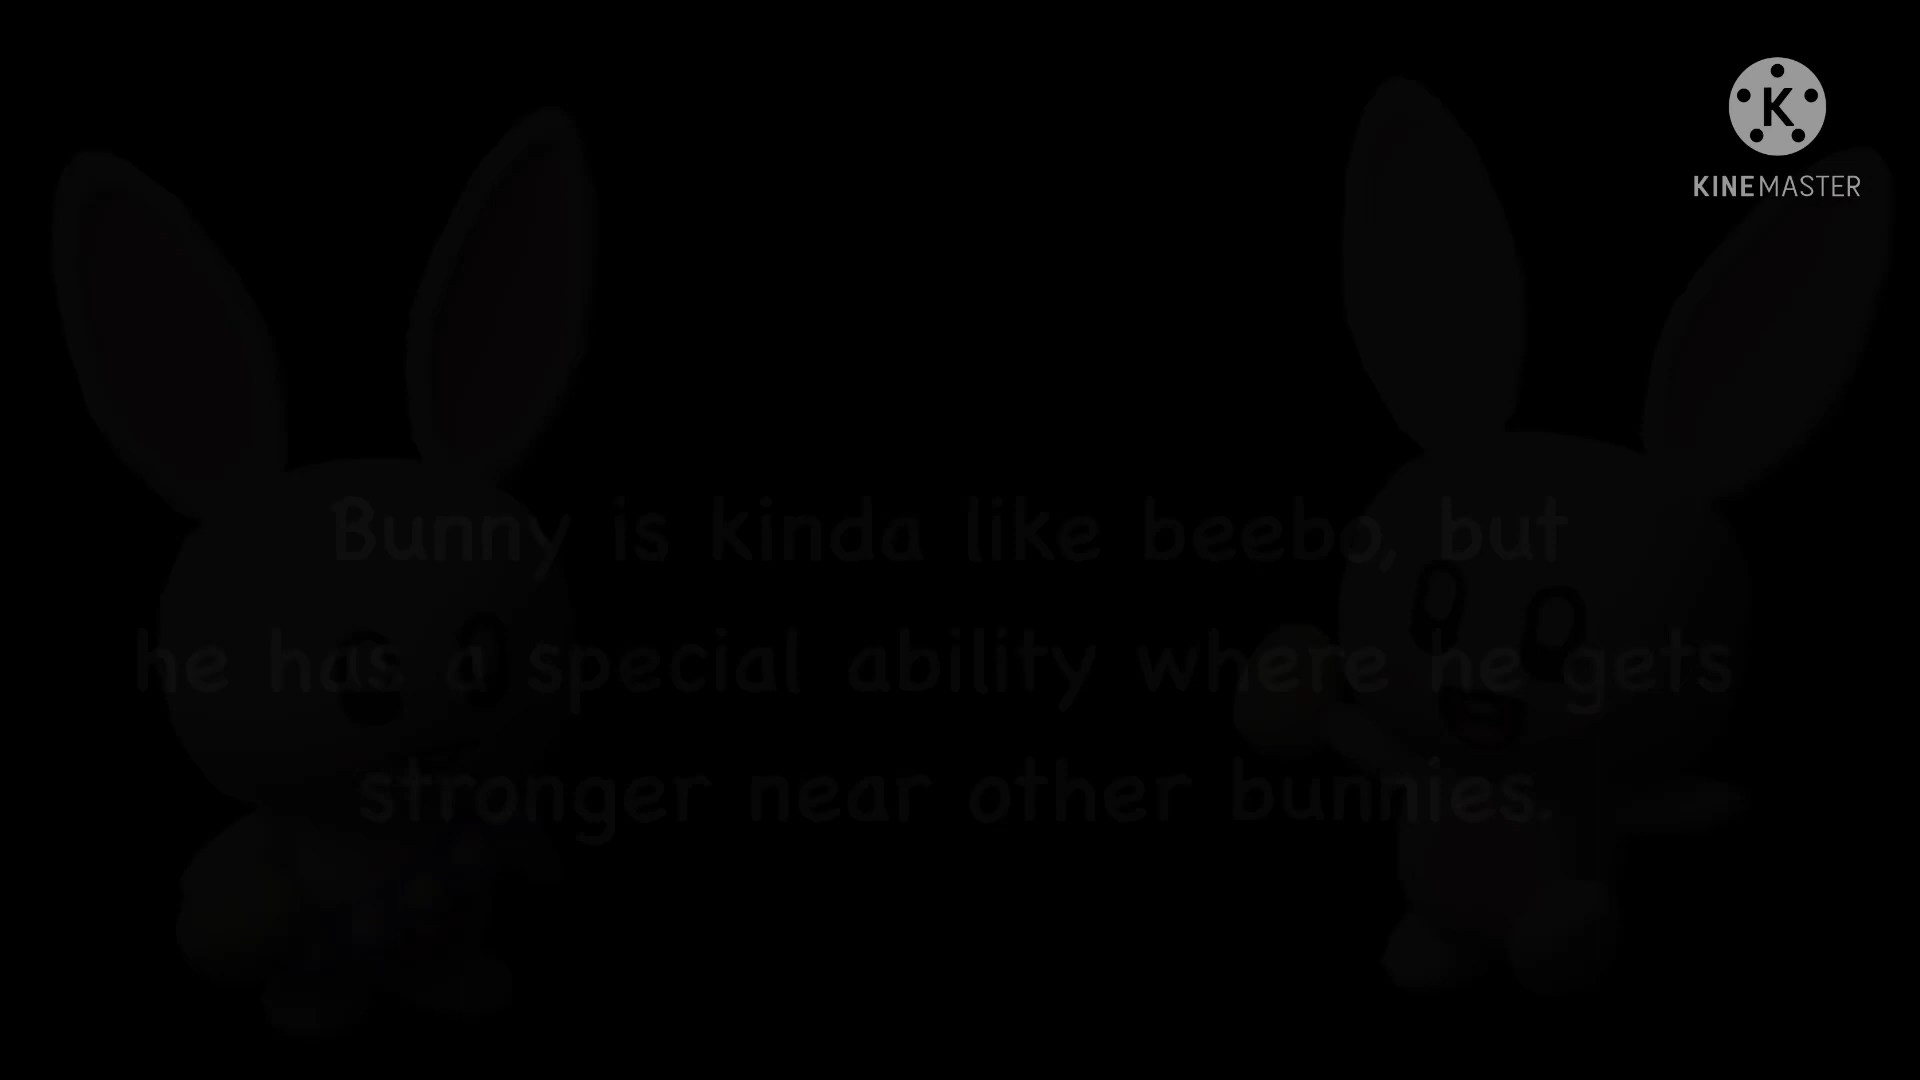 K
KINEMASTER
Bunny is kinda like beebo, but
he has a special ability where he gets
stronger near other bunnies.